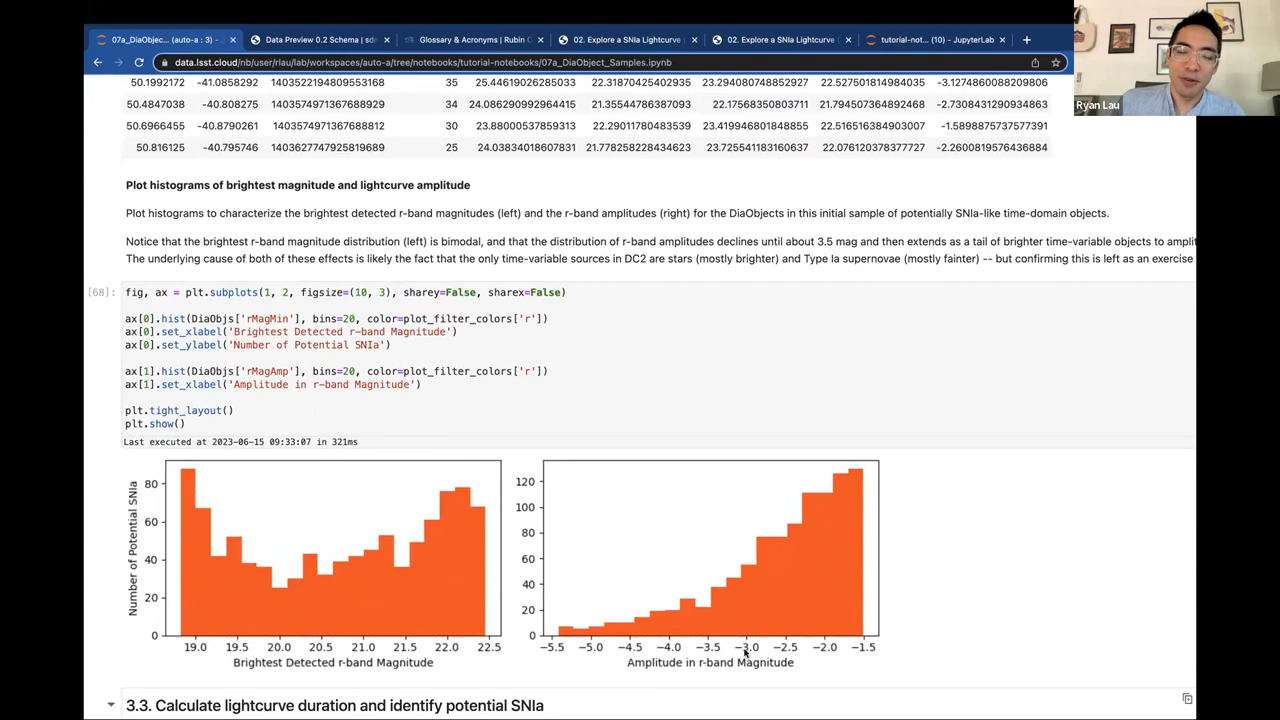 07a_DiaObjec… (auto-a : 3) - ×
Data Preview 0.2 Schema | sdm ×
Glossary & Acronyms | Rubin O ×
02. Explore a SNIa Lightcurve ×
02. Explore a SNIa Lightcurve ×
tutorial-not… (10) - JupyterLab ×
data.lsst.cloud/nb/user/rlau/lab/workspaces/auto-a/tree/notebooks/tutorial-notebooks/07a_DiaObject_Samples.ipynb
Ryan Lau
50.1992172 -41.0858292 1403522194809553168 35 25.44619026285033 22.31870425402935 23.294080748852927 22.527501814984035 -3.1274860088209806
50.4847038 -40.808275 1403574971367688929 34 24.086290992964415 21.35544786387093 22.17568350803711 21.794507364892468 -2.7308431290934863
50.6966455 -40.8790261 1403574971367688812 30 23.88000537859313 22.29011780483539 23.419946801848855 22.516516384903007 -1.5898875737577391
50.816125 -40.795746 1403627747925819689 25 24.03834018607831 21.778258228434623 23.725541183160637 22.076120378377727 -2.2600819576436884
Plot histograms of brightest magnitude and lightcurve amplitude
Plot histograms to characterize the brightest detected r-band magnitudes (left) and the r-band amplitudes (right) for the DiaObjects in this initial sample of potentially SNIa-like time-domain objects.
Notice that the brightest r-band magnitude distribution (left) is bimodal, and that the distribution of r-band amplitudes declines until about 3.5 mag and then extends as a tail of brighter time-variable objects to amplit
The underlying cause of both of these effects is likely the fact that the only time-variable sources in DC2 are stars (mostly brighter) and Type Ia supernovae (mostly fainter) -- but confirming this is left as an exercise
[68]: fig, ax = plt.subplots(1, 2, figsize=(10, 3), sharey=False, sharex=False)
ax[0].hist(DiaObjs['rMagMin'], bins=20, color=plot_filter_colors['r'])
ax[0].set_xlabel('Brightest Detected r-band Magnitude')
ax[0].set_ylabel('Number of Potential SNIa')
ax[1].hist(DiaObjs['rMagAmp'], bins=20, color=plot_filter_colors['r'])
ax[1].set_xlabel('Amplitude in r-band Magnitude')
plt.tight_layout()
plt.show()
Last executed at 2023-06-15 09:33:07 in 321ms
Number of Potential SNIa
80
60
40
20
0
19.0 19.5 20.0 20.5 21.0 21.5 22.0 22.5
Brightest Detected r-band Magnitude
120
100
80
60
40
20
0
−5.5 −5.0 −4.5 −4.0 −3.5 −3.0 −2.5 −2.0 −1.5
Amplitude in r-band Magnitude
3.3. Calculate lightcurve duration and identify potential SNIa